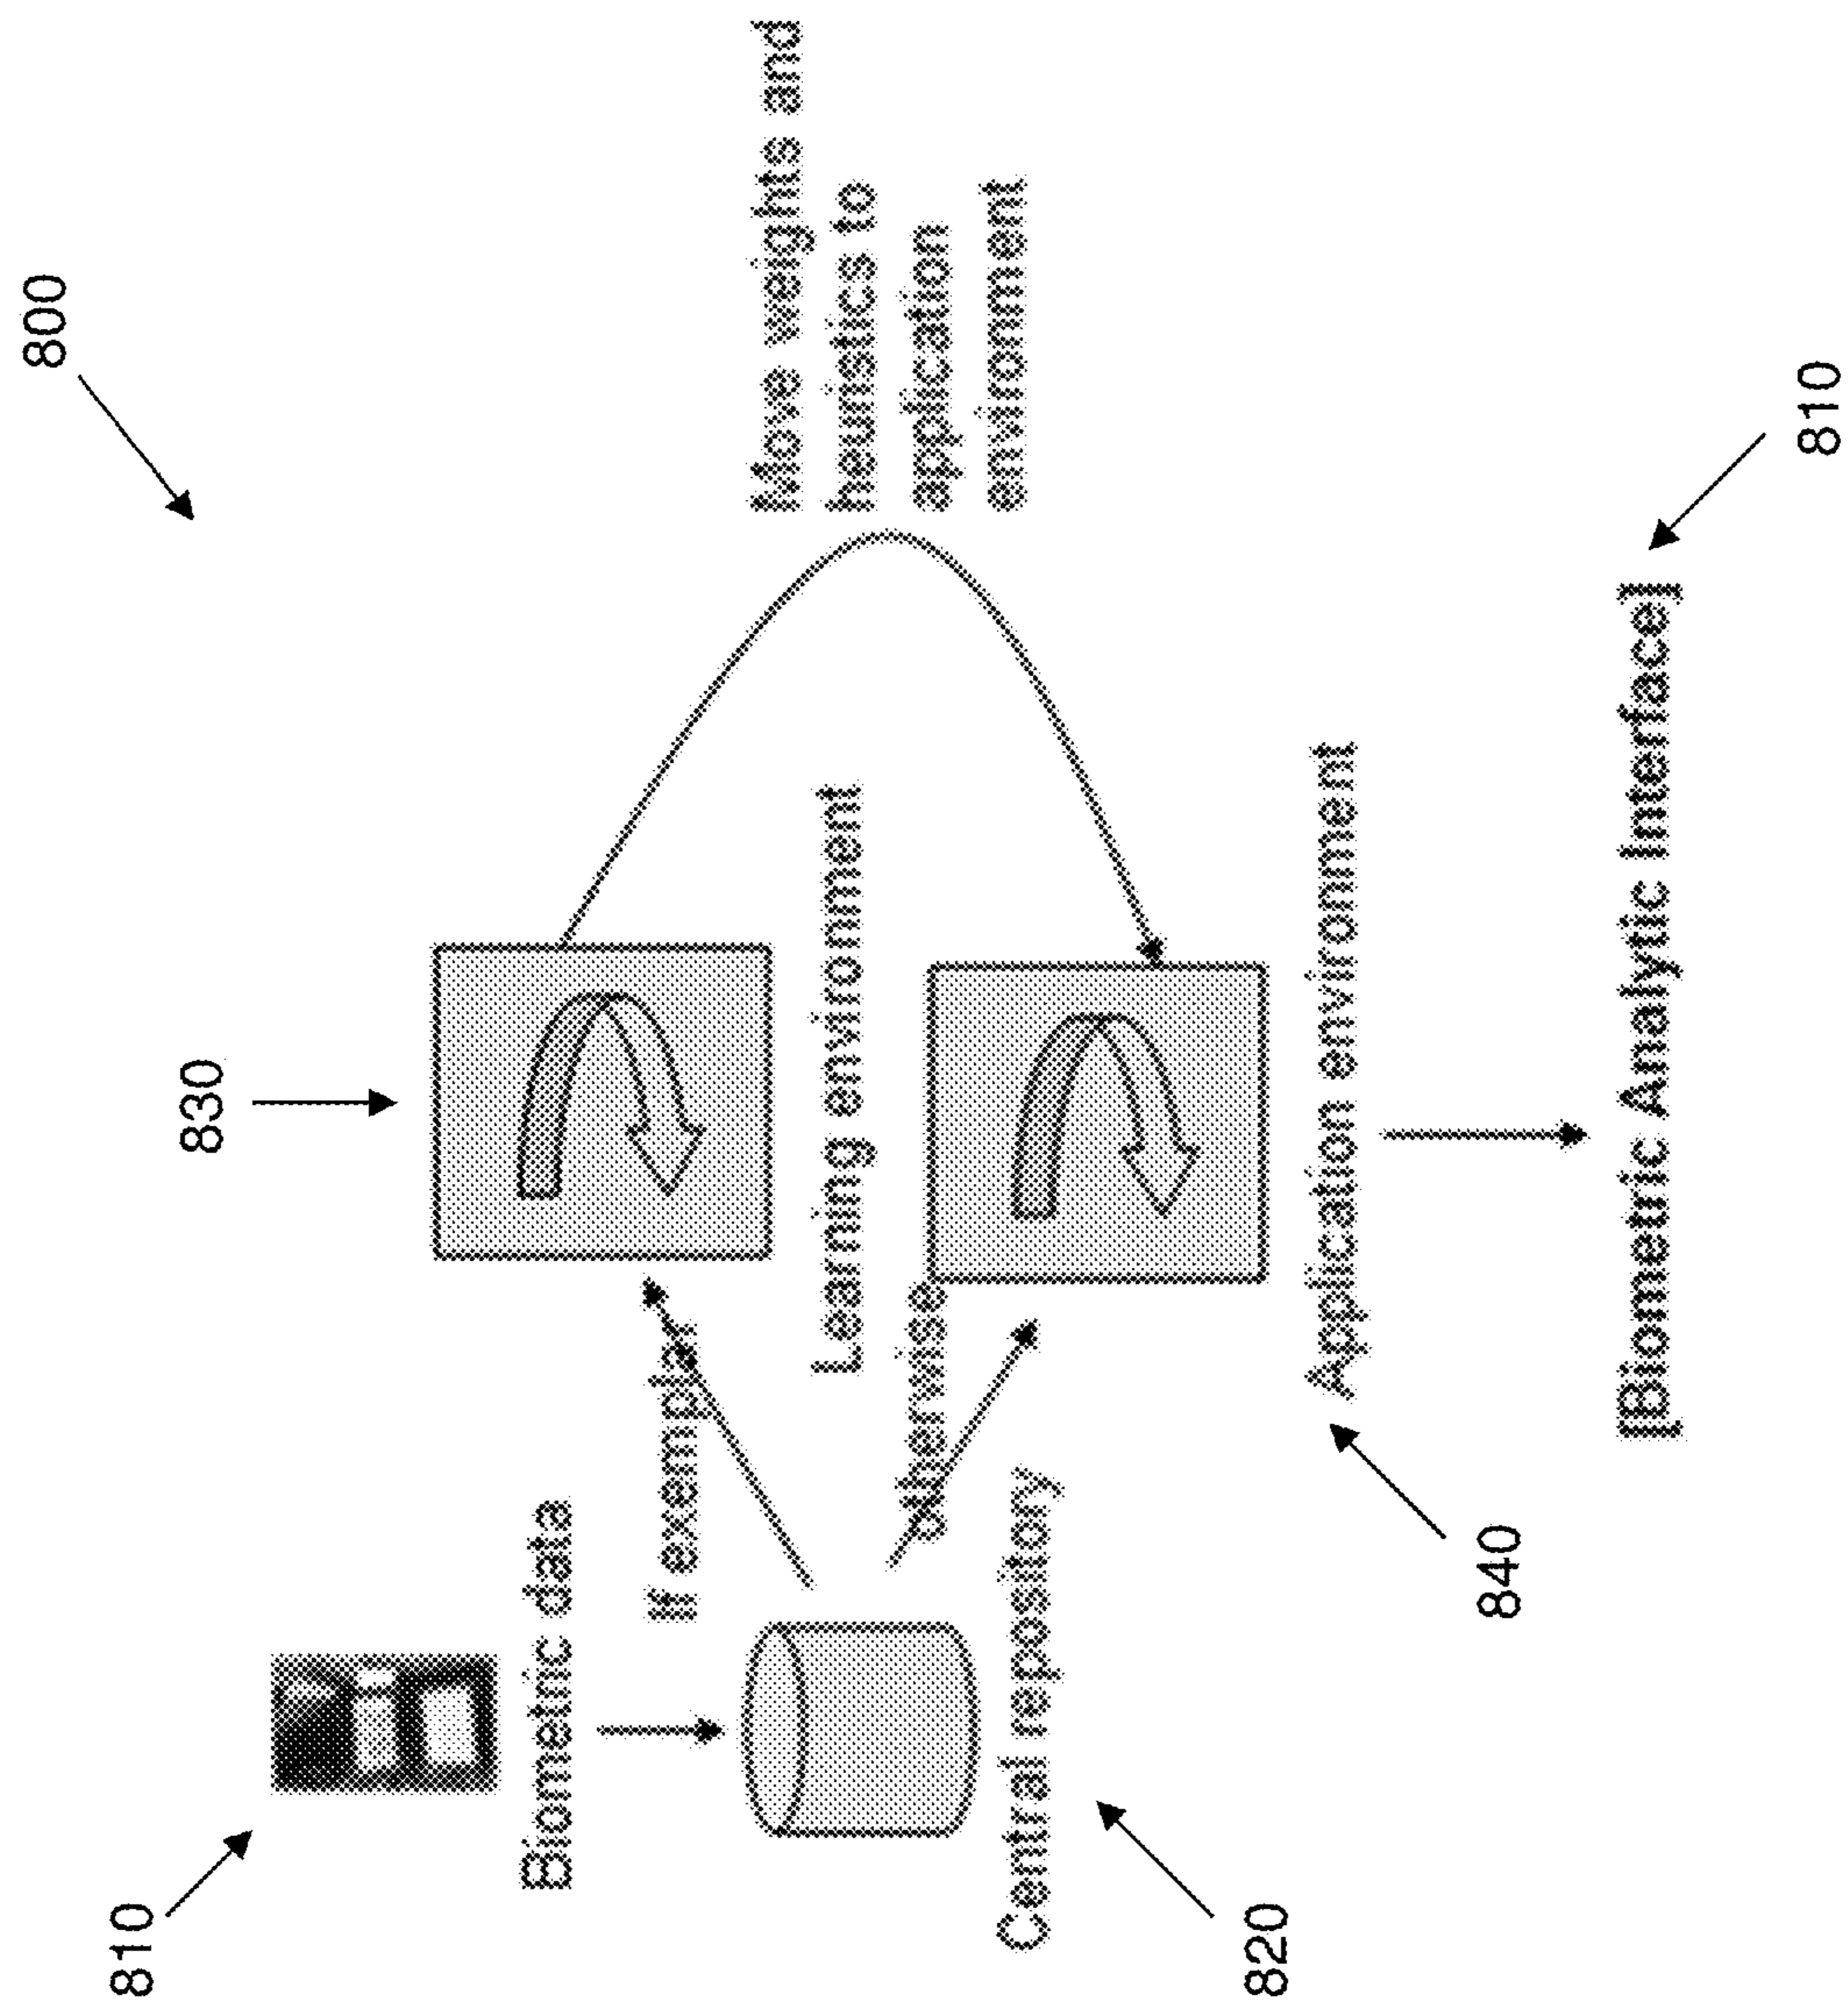 800
830
810
Biometric data
If exemplar
Learning environment
Move weights and
heuristics to
application
environment
otherwise
Central repository
820
Application environment
840
[Biometric Analytic Interface]
810